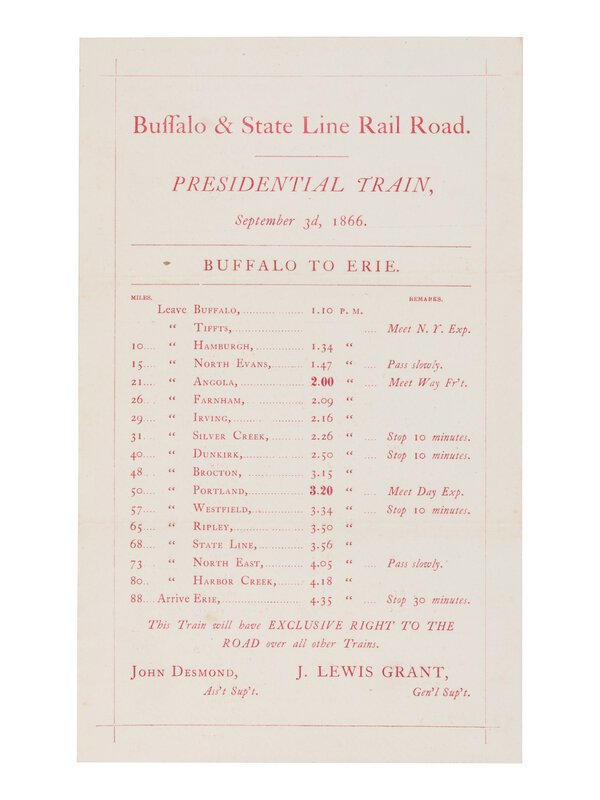 Buffalo & State Line Rail Road.
PRESIDENTIAL TRAIN,
September 3d, 1866.
BUFFALO TO ERIE.
MILES. REMARKS.
Leave BUFFALO,.................... 1.10 P. M.
“ TIFFTS,........................ .... Meet N. Y. Exp.
10.... “ HAMBURGH,................ 1.34 “
15.... “ NORTH EVANS,............ 1.47 “ .... Pass slowly.
21.... “ ANGOLA,.................... 2.00 “ .... Meet Way Fr't.
26.... “ FARNHAM,.................. 2.09 “
29.... “ IRVING,...................... 2.16 “
31.... “ SILVER CREEK,............ 2.26 “ .... Stop 10 minutes.
40.... “ DUNKIRK,.................. 2.50 “ .... Stop 10 minutes.
48.... “ BROCTON, .................. 3.15 “
50.... “ PORTLAND,................ 3.20 “ .... Meet Day Exp.
57.... “ WESTFIELD,................ 3.34 “ .... Stop 10 minutes.
65.... “ RIPLEY,...................... 3.50 “
68.... “ STATE LINE,................ 3.56 “
73 “ NORTH EAST,.............. 4.05 “ .... Pass slowly.
80.. “ HARBOR CREEK,.......... 4.18 “
88.... Arrive ERIE,........................ 4.35 “ .... Stop 30 minutes.
This Train will have EXCLUSIVE RIGHT TO THE
ROAD over all other Trains.
JOHN DESMOND, J. LEWIS GRANT,
Ass't Sup't. Gen'l Sup't.